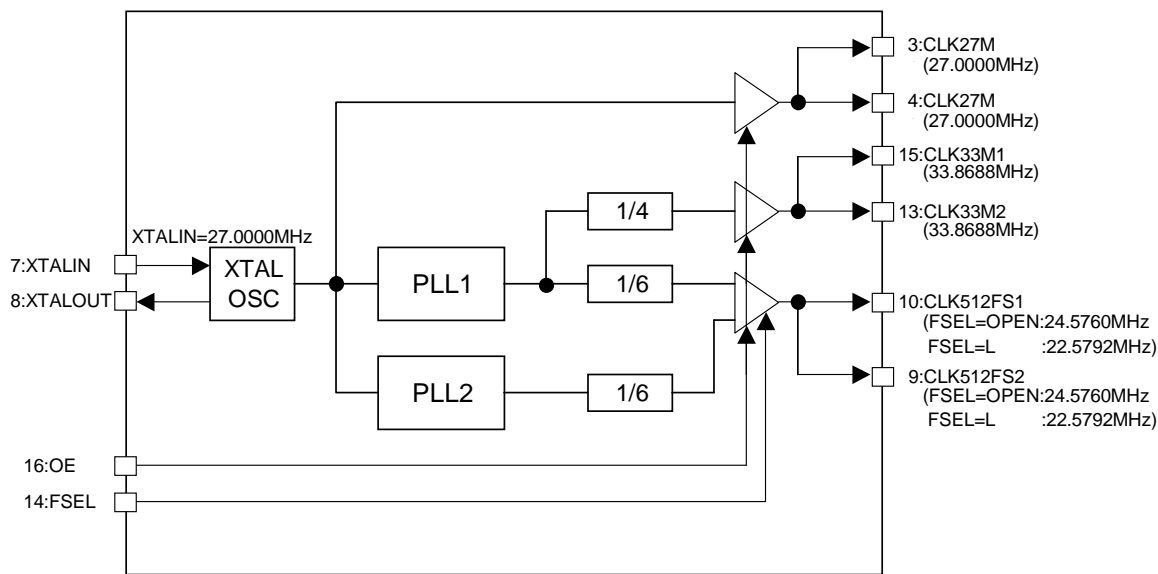 3:CLK27M
(27.0000MHz)
4:CLK27M
(27.0000MHz)
15:CLK33M1
(33.8688MHz)
1/4
13:CLK33M2
(33.8688MHz)
XTALIN=27.0000MHz
7:XTALIN
8:XTALOUT
XTAL
OSC
PLL1
1/6
10:CLK512FS1
(FSEL=OPEN:24.5760MHz
FSEL=L :22.5792MHz)
PLL2
1/6
9:CLK512FS2
(FSEL=OPEN:24.5760MHz
FSEL=L :22.5792MHz)
16:OE
14:FSEL